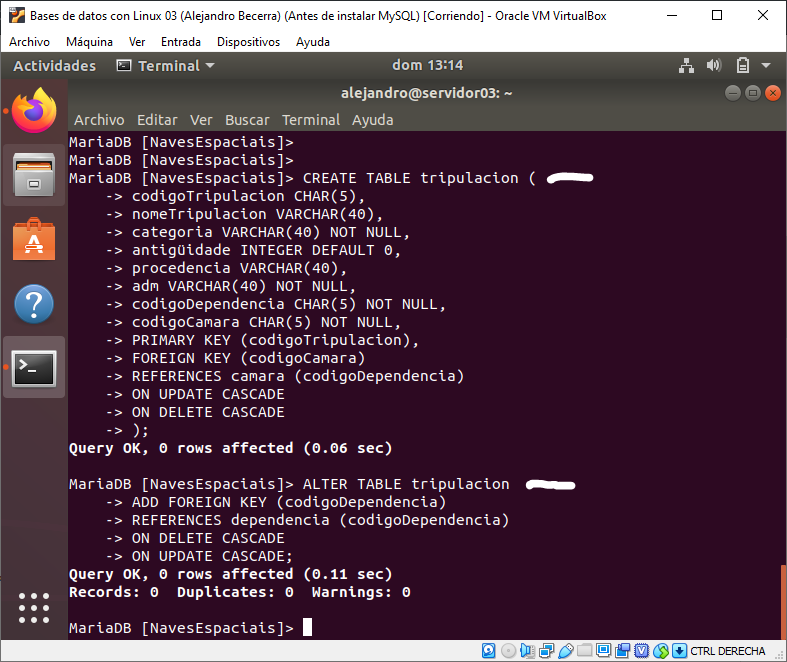 Bases de datos con Linux 03 (Alejandro Becerra) (Antes de instalar MySQL) [Corriendo] - Oracle VM VirtualBox
Archivo Máquina Ver Entrada Dispositivos Ayuda
Actividades Terminal dom 13:14
alejandro@servidor03: ~
Archivo Editar Ver Buscar Terminal Ayuda
MariaDB [NavesEspaciais]>
MariaDB [NavesEspaciais]>
MariaDB [NavesEspaciais]> CREATE TABLE tripulacion (
-> codigoTripulacion CHAR(5),
-> nomeTripulacion VARCHAR(40),
-> categoria VARCHAR(40) NOT NULL,
-> antigüidade INTEGER DEFAULT 0,
-> procedencia VARCHAR(40),
-> adm VARCHAR(40) NOT NULL,
-> codigoDependencia CHAR(5) NOT NULL,
-> codigoCamara CHAR(5) NOT NULL,
-> PRIMARY KEY (codigoTripulacion),
-> FOREIGN KEY (codigoCamara)
-> REFERENCES camara (codigoDependencia)
-> ON UPDATE CASCADE
-> ON DELETE CASCADE
-> );
Query OK, 0 rows affected (0.06 sec)
MariaDB [NavesEspaciais]> ALTER TABLE tripulacion
-> ADD FOREIGN KEY (codigoDependencia)
-> REFERENCES dependencia (codigoDependencia)
-> ON DELETE CASCADE
-> ON UPDATE CASCADE;
Query OK, 0 rows affected (0.11 sec)
Records: 0 Duplicates: 0 Warnings: 0
MariaDB [NavesEspaciais]>
CTRL DERECHA